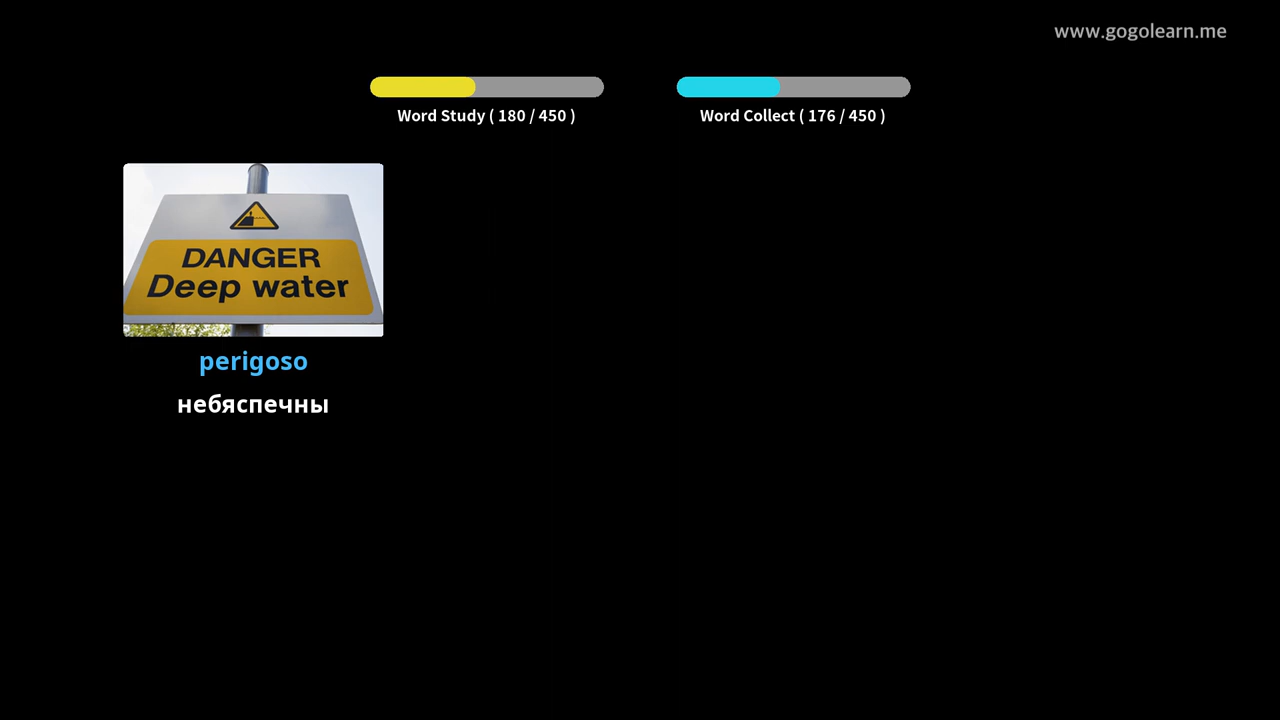 www.gogolearn.me
Word Study ( 180 / 450 )
Word Collect ( 176 / 450 )
DANGER
Deep water
perigoso
небяспечны